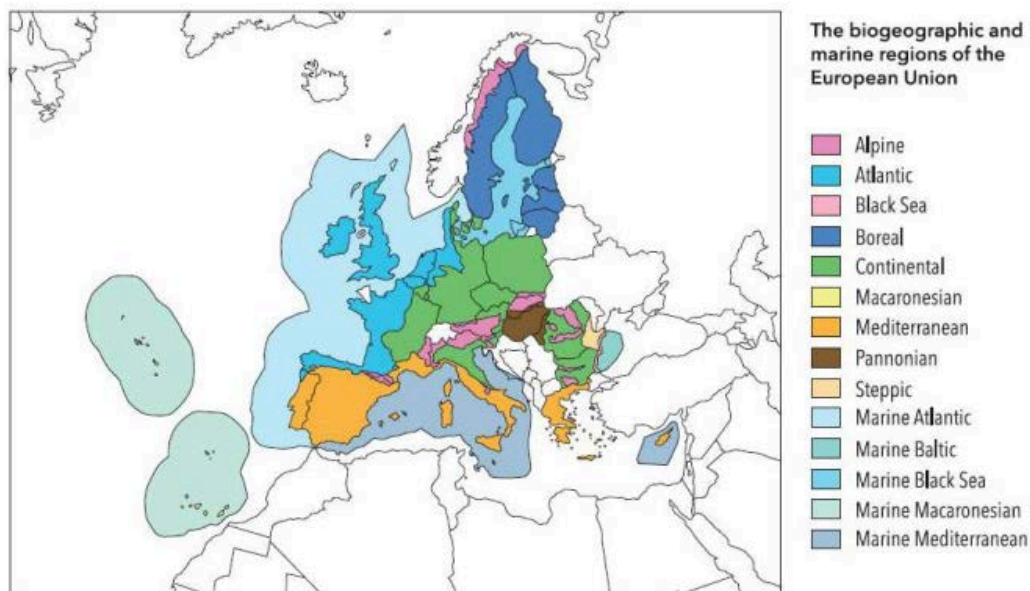 The biogeographic and
marine regions of the
European Union
Alpine
Atlantic
Black Sea
Boreal
Continental
Macaronesian
Mediterranean
Pannonian
Steppic
Marine Atlantic
Marine Baltic
Marine Black Sea
Marine Macaronesian
Marine Mediterranean